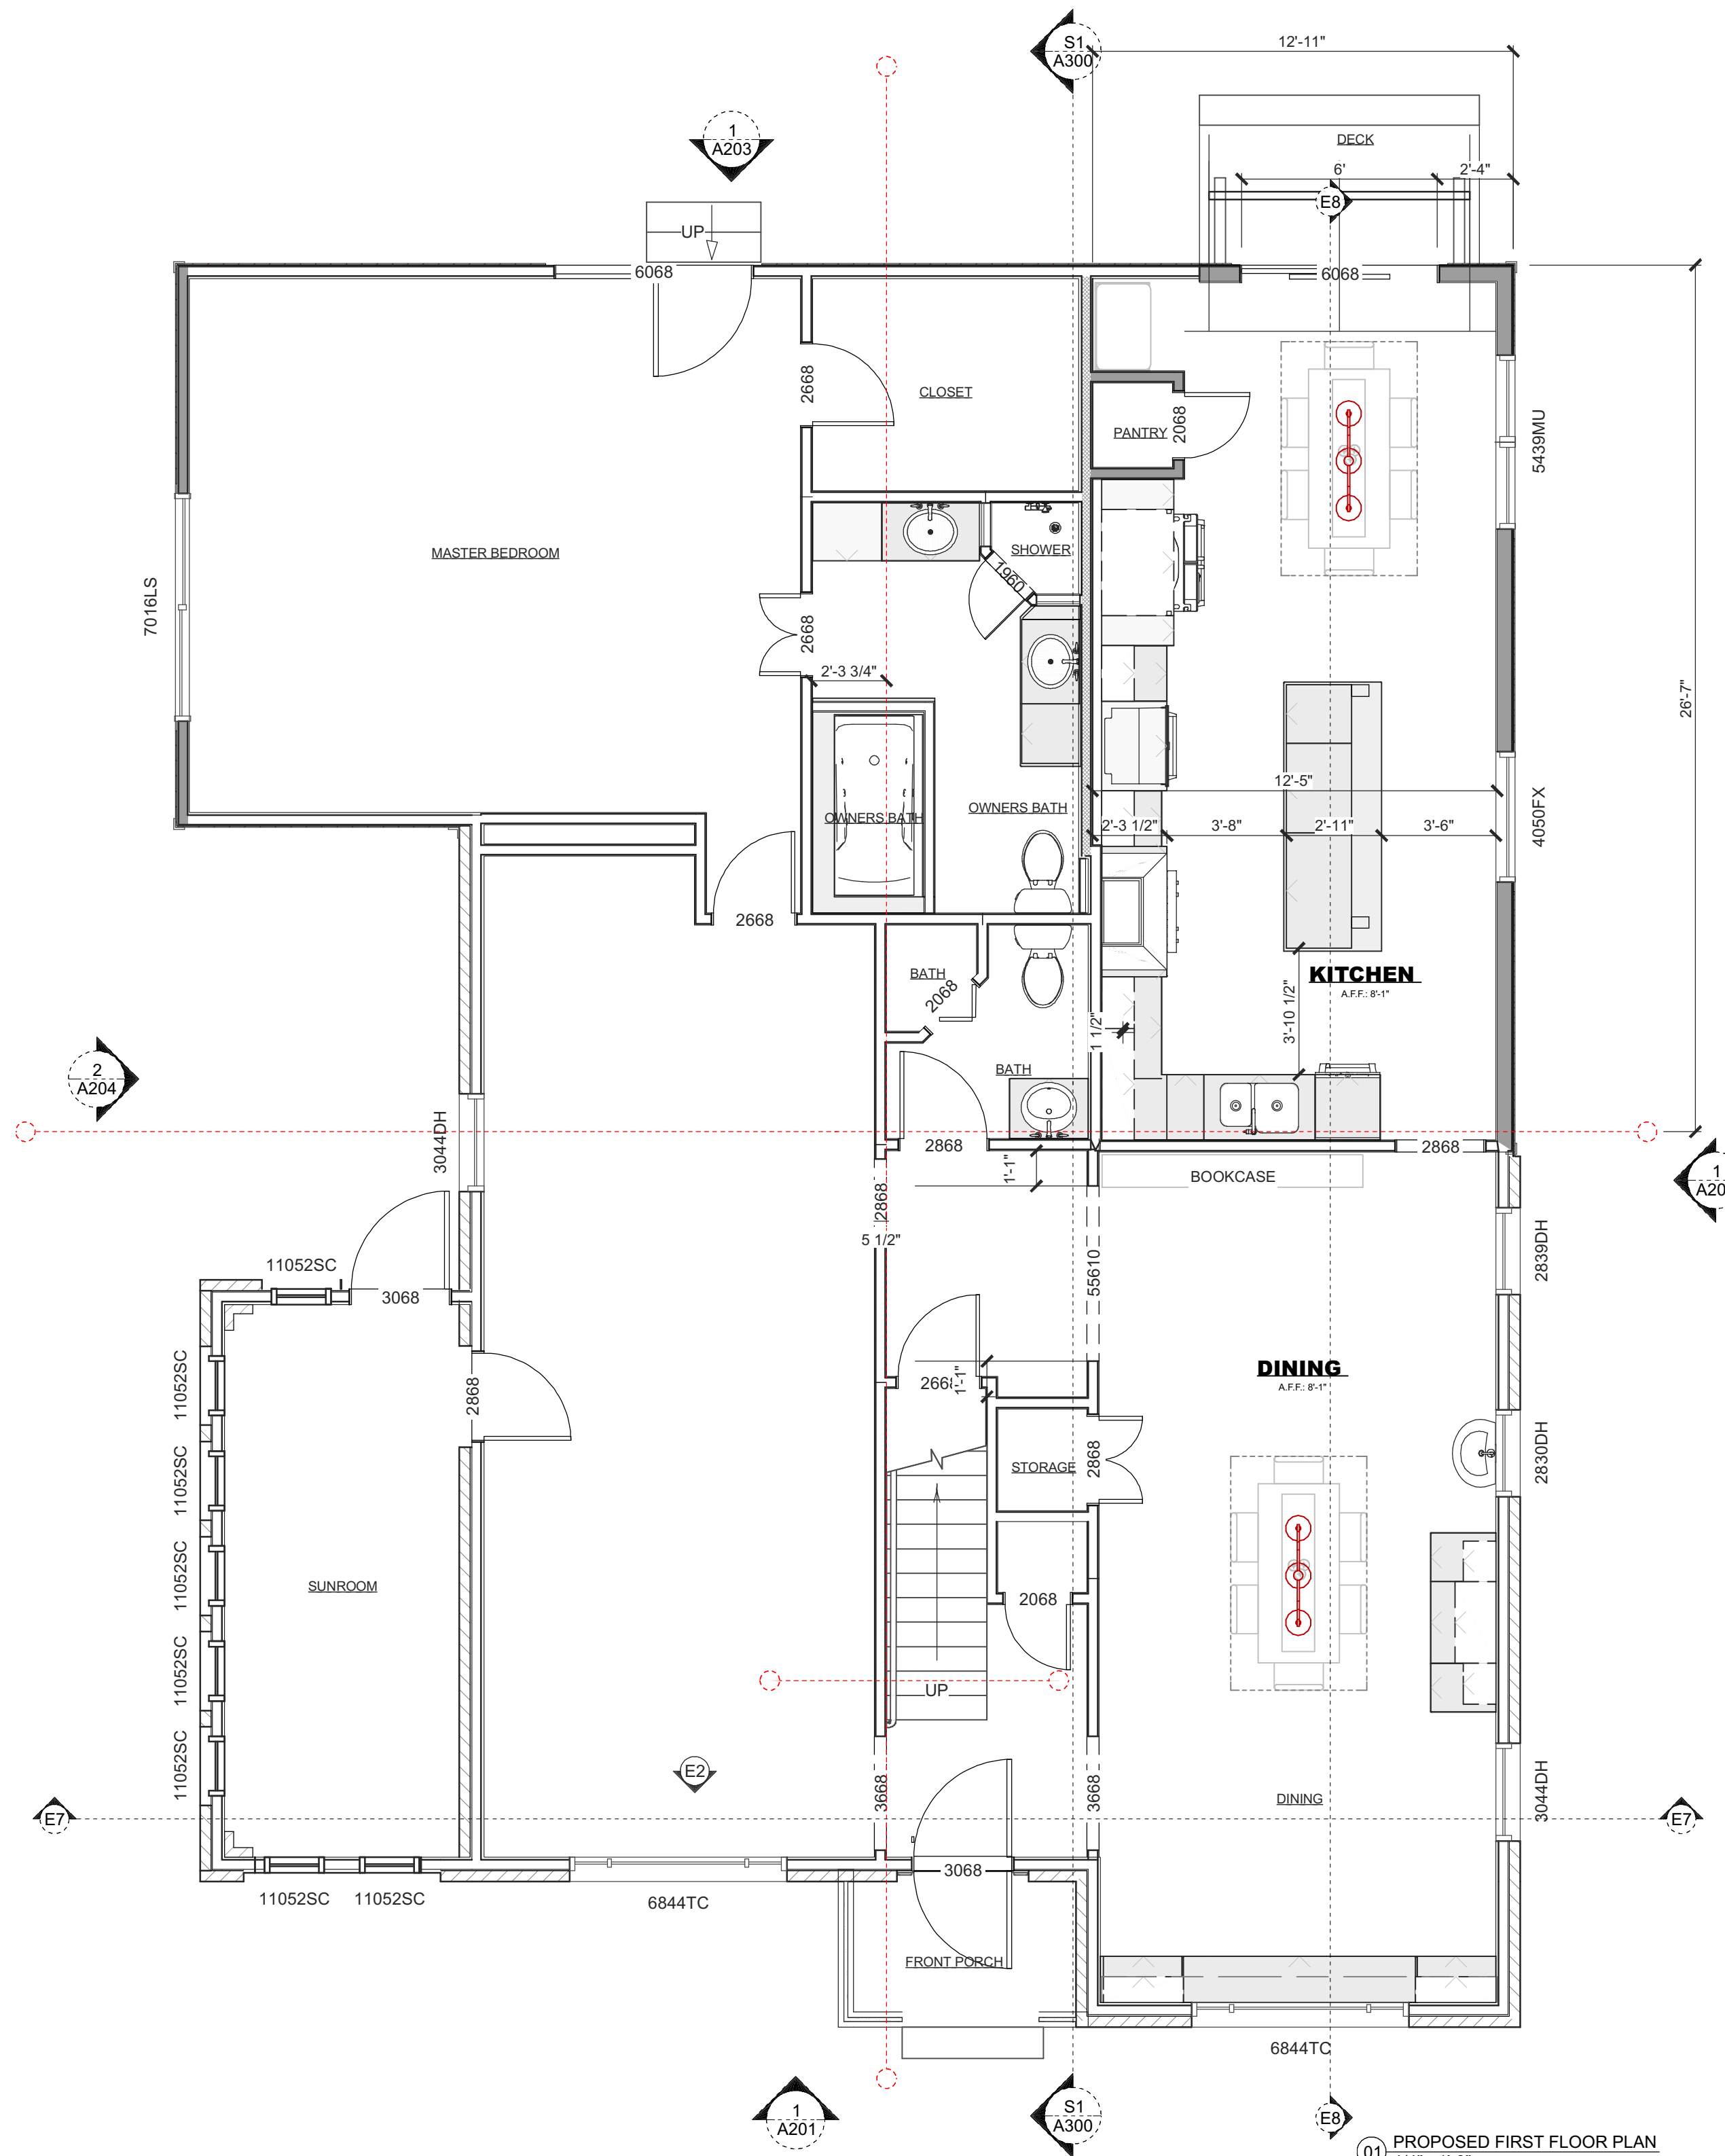 S1
A300
12'-11"
1
A203
DECK
6'
2'-4"
E8
UP
6068
6068
2668
CLOSET
PANTRY
2068
5439MU
MASTER BEDROOM
SHOWER
1960
7016LS
2668
2'-3 3/4"
26'-7"
12'-5"
OWNERS BATH
OWNERS BATH
2'-3 1/2"
3'-8"
2'-11"
3'-6"
4050FX
2668
BATH
2068
KITCHEN
A.F.F.: 8'-1"
3'-10 1/2"
1 1/2"
2
A204
BATH
3044DH
2868
2868
1'-1"
BOOKCASE
1
2868
5 1/2"
55610
2839DH
11052SC
3068
11052SC
2868
1'-1"
DINING
A.F.F.: 8'-1"
11052SC
STORAGE
2868
2830DH
11052SC
SUNROOM
2068
11052SC
UP
11052SC
E2
3668
3668
DINING
3044DH
E7
E7
3068
11052SC
11052SC
6844TC
FRONT PORCH
6844TC
1
A201
S1
A300
E8
01
PROPOSED FIRST FLOOR PLAN